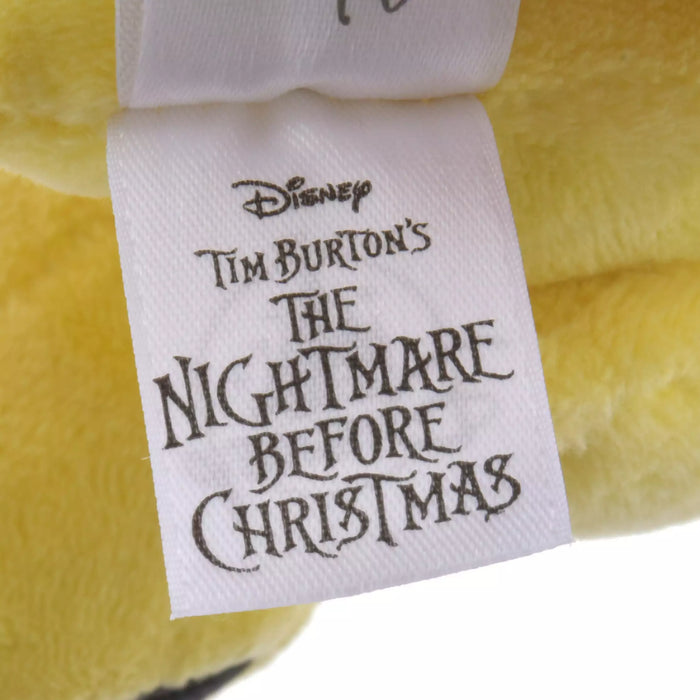 Disney
Tim Burton's
The
Nightmare
Before
Christmas